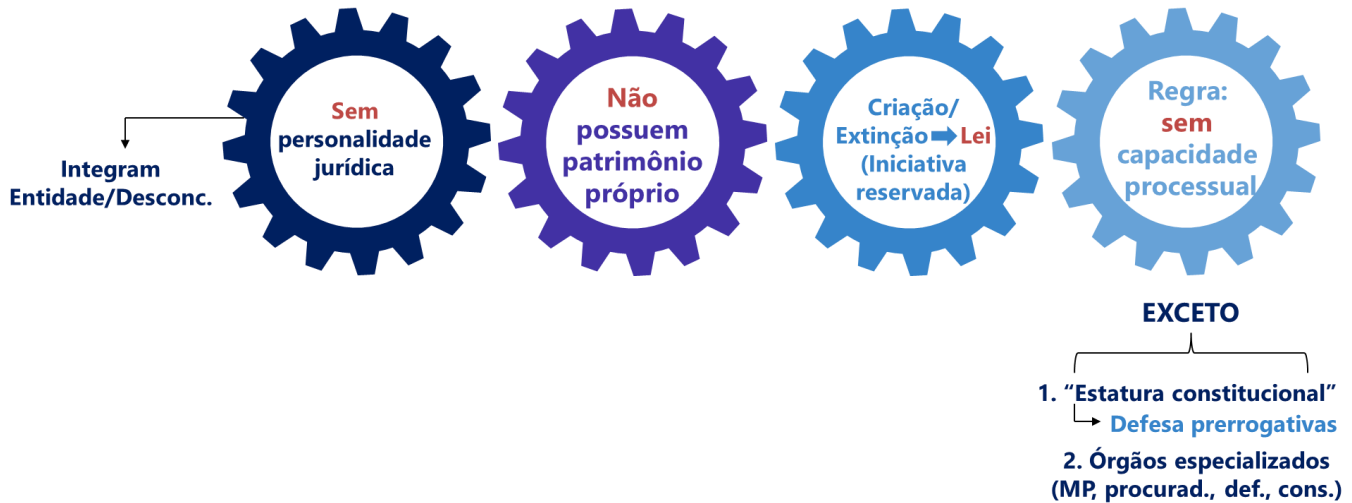 Sem
personalidade
jurídica
Integram
Entidade/Desconc.
Não
possuem
patrimônio
próprio
Criação/
Extinção ➡ Lei
(Iniciativa
reservada)
Regra:
sem
capacidade
processual
EXCETO
1. “Estatura constitucional”
Defesa prerrogativas
2. Órgãos especializados
(MP, procurad., def., cons.)